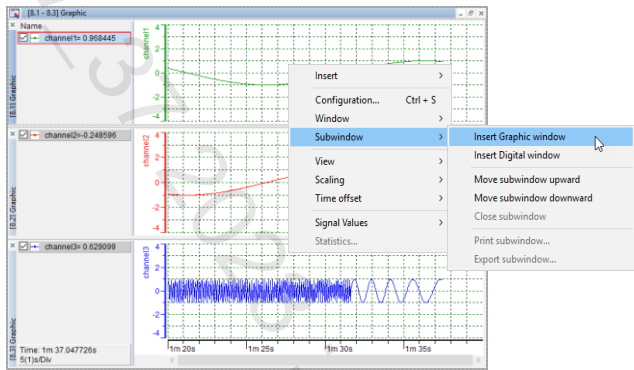 [8.1 - 8.3] Graphic
Name
channel1= 0.968445
[8.1] Graphic
channel1
4
2
-2
-4
channel2=-0.248596
[8.2] Graphic
channel2
4
2
-2
-4
channel3= 0.629099
[8.3] Graphic
channel3
4
2
0
-2
-4
Time: 1m 37.047726s
5(1)s/Div
1m 20s
1m 25s
1m 30s
1m 35s
Insert
Configuration... Ctrl + S
Window
Subwindow
View
Scaling
Time offset
Signal Values
Statistics...
Insert Graphic window
Insert Digital window
Move subwindow upward
Move subwindow downward
Close subwindow
Print subwindow...
Export subwindow...